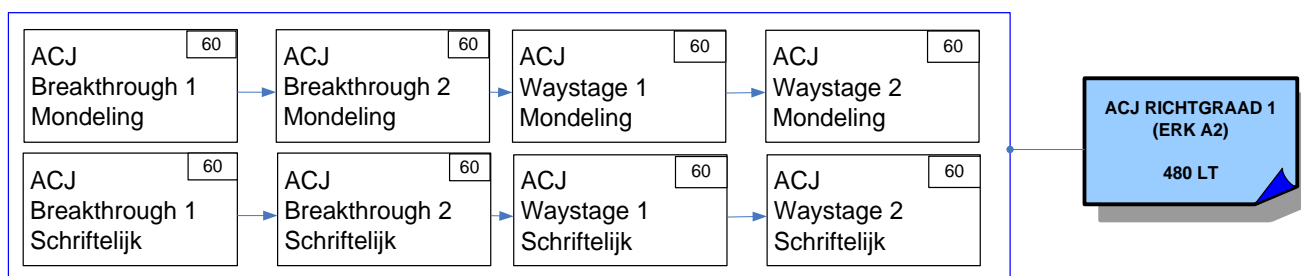 ACJ
Breakthrough 1
Mondeling
60
ACJ
Breakthrough 2
Mondeling
60
ACJ
Waystage 1
Mondeling
60
ACJ
Waystage 2
Mondeling
60
ACJ
Breakthrough 1
Schriftelijk
60
ACJ
Breakthrough 2
Schriftelijk
60
ACJ
Waystage 1
Schriftelijk
60
ACJ
Waystage 2
Schriftelijk
60
ACJ RICHTGRAAD 1
(ERK A2)
480 LT